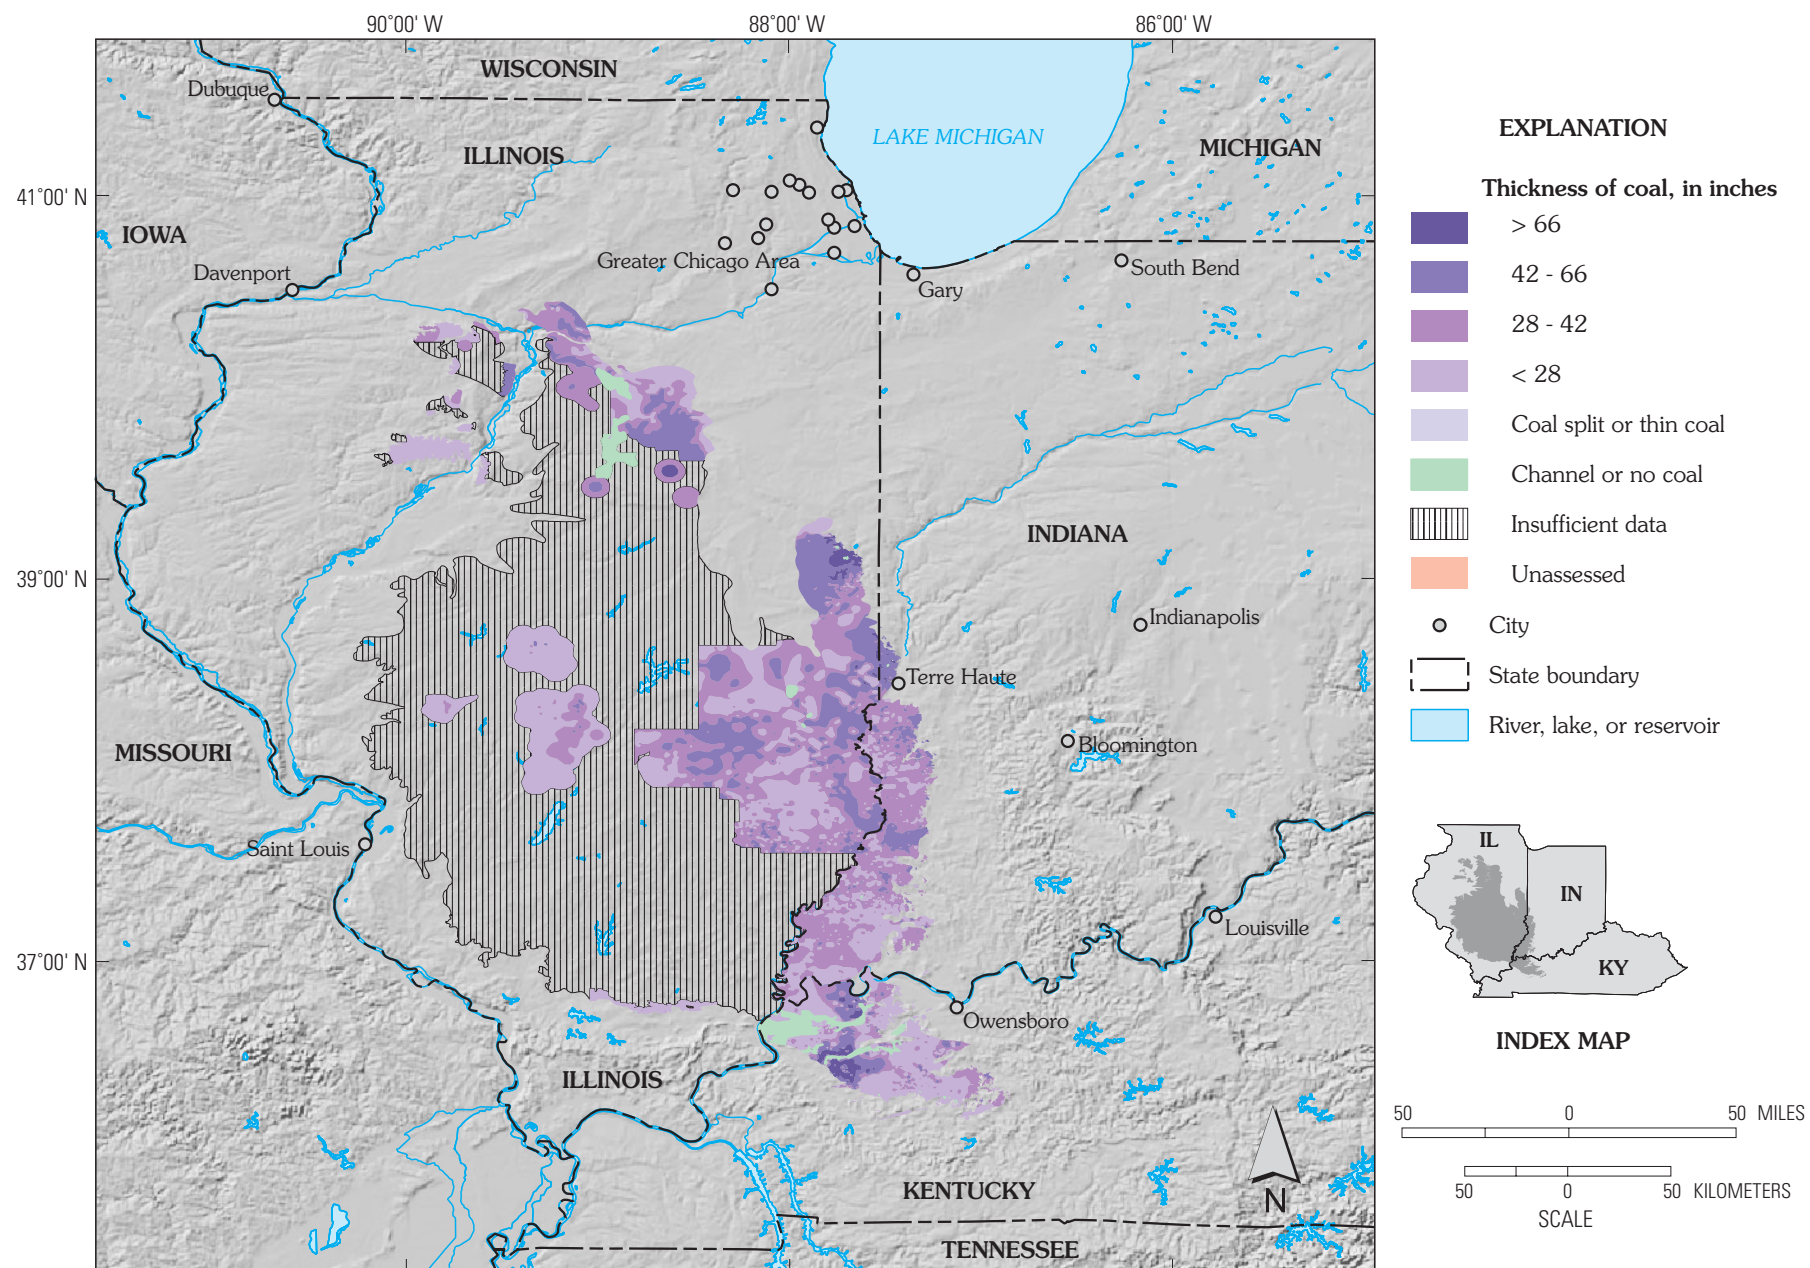 90°00' W
88°00' W
86°00' W
WISCONSIN
Dubuque
LAKE MICHIGAN
MICHIGAN
ILLINOIS
41°00' N
IOWA
Greater Chicago Area
South Bend
Davenport
Gary
INDIANA
39°00' N
Indianapolis
Terre Haute
Bloomington
MISSOURI
Saint Louis
Louisville
37°00' N
Owensboro
ILLINOIS
KENTUCKY
N
TENNESSEE
EXPLANATION
Thickness of coal, in inches
> 66
42 - 66
28 - 42
< 28
Coal split or thin coal
Channel or no coal
Insufficient data
Unassessed
City
State boundary
River, lake, or reservoir
IL
IN
KY
INDEX MAP
50 0 50 MILES
50 0 50 KILOMETERS
SCALE